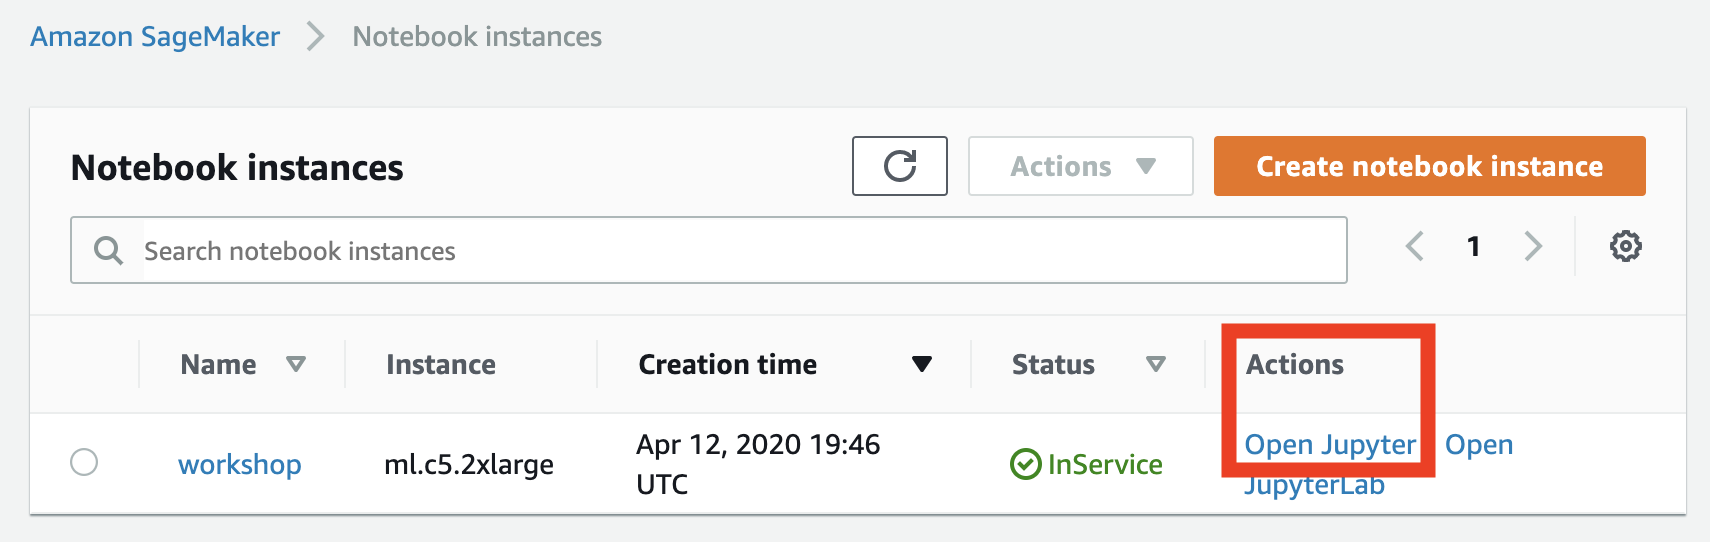 Amazon SageMaker > Notebook instances
Notebook instances
Actions
Create notebook instance
Search notebook instances
1
Name Instance Creation time Status Actions
workshop ml.c5.2xlarge Apr 12, 2020 19:46 UTC InService Open Jupyter Open JupyterLab